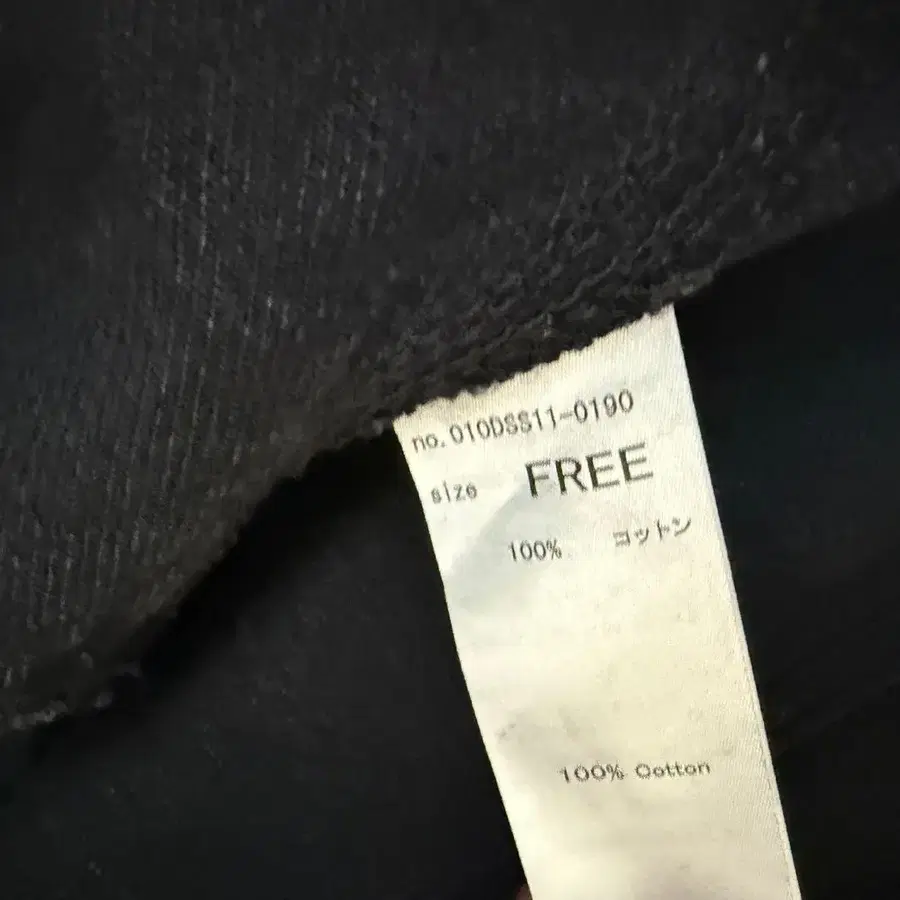 no.010DSS11-0190
size FREE
100% コットン
100% Cotton